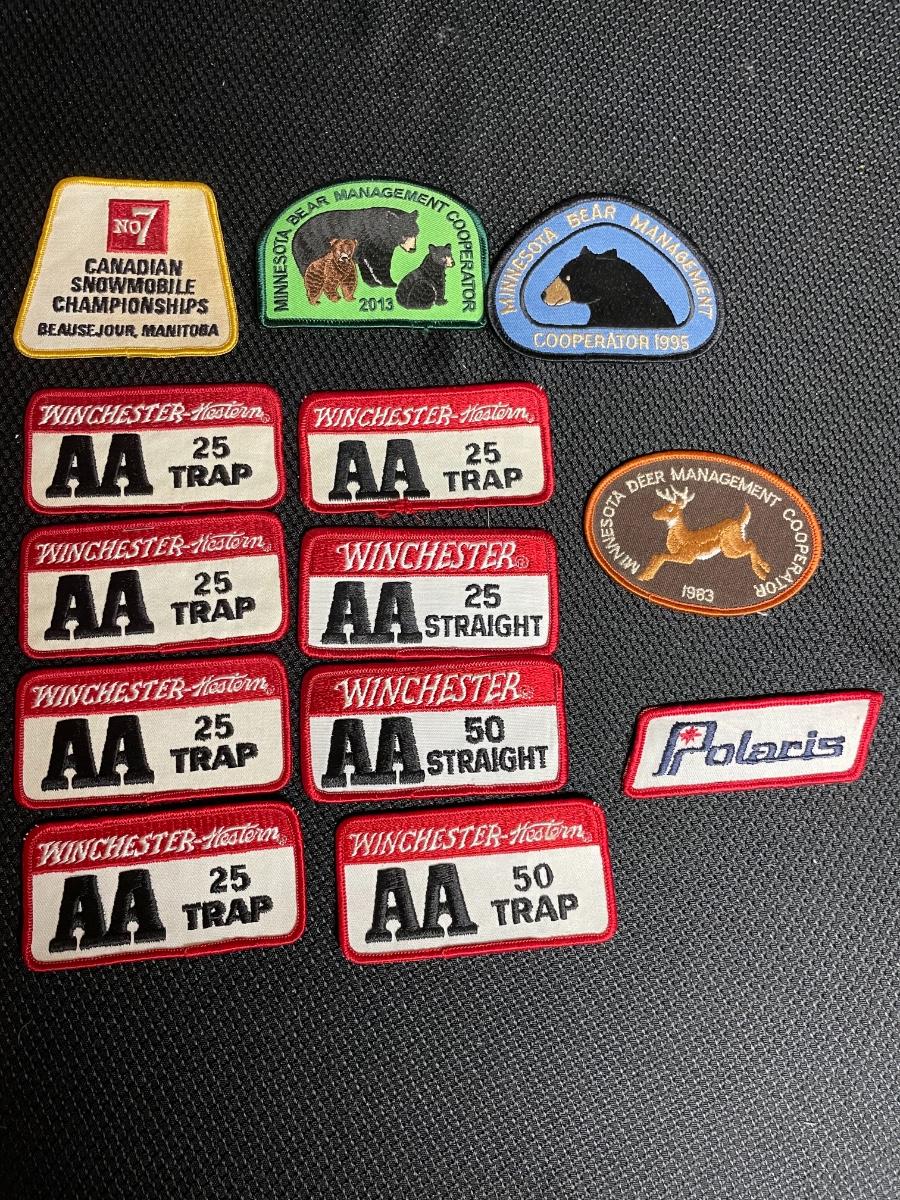 NO 7
CANADIAN
SNOWMOBILE
CHAMPIONSHIPS
BEAUSEJOUR, MANITOBA
MINNESOTA BEAR MANAGEMENT COOPERATOR
2013
MINNESOTA BEAR MANAGEMENT
COOPERATOR 1995
WINCHESTER-Western®
AA 25
TRAP
WINCHESTER-Western®
AA 25
TRAP
MINNESOTA DEER MANAGEMENT COOPERATOR
1983
WINCHESTER-Western®
AA 25
TRAP
WINCHESTER®
AA 25
STRAIGHT
WINCHESTER-Western®
AA 25
TRAP
WINCHESTER®
AA 50
STRAIGHT
Polaris
WINCHESTER-Western®
AA 25
TRAP
WINCHESTER-Western®
AA 50
TRAP